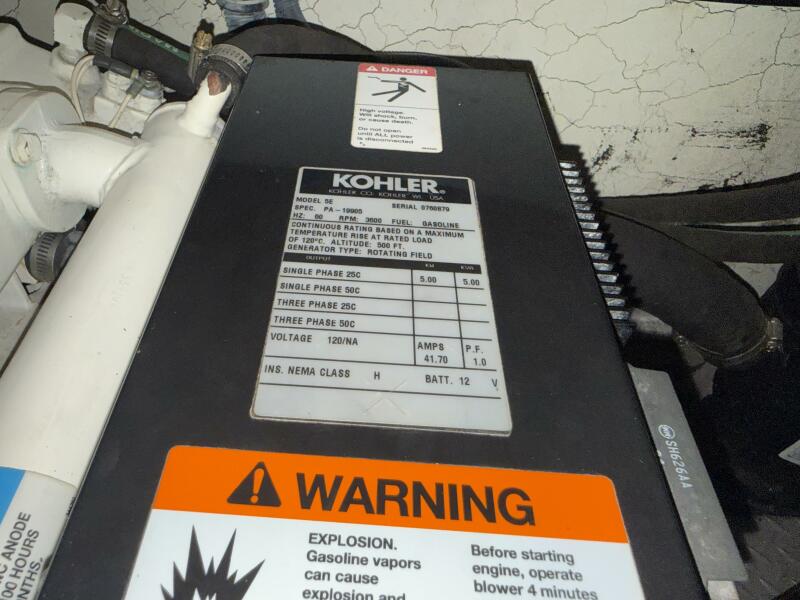 DANGER
High voltage.
Will shock, burn,
or cause death.
Do not open
until ALL power
is disconnected
KOHLER®
KOHLER CO. KOHLER WI. USA
MODEL 5E SERIAL 0760879
SPEC. PA-19905
HZ: 60 RPM: 3600 FUEL: GASOLINE
CONTINUOUS RATING BASED ON A MAXIMUM
TEMPERATURE RISE AT RATED LOAD
OF 120°C. ALTITUDE: 500 FT.
GENERATOR TYPE: ROTATING FIELD
OUTPUT KW KVA
SINGLE PHASE 25C 5.00 5.00
SINGLE PHASE 50C
THREE PHASE 25C
THREE PHASE 50C
VOLTAGE 120/NA AMPS P.F.
41.70 1.0
INS. NEMA CLASS H BATT. 12 V
SH626AA
WARNING
EXPLOSION.
Gasoline vapors
can cause
explosion and
Before starting
engine, operate
blower 4 minutes
ANODE
HOURS